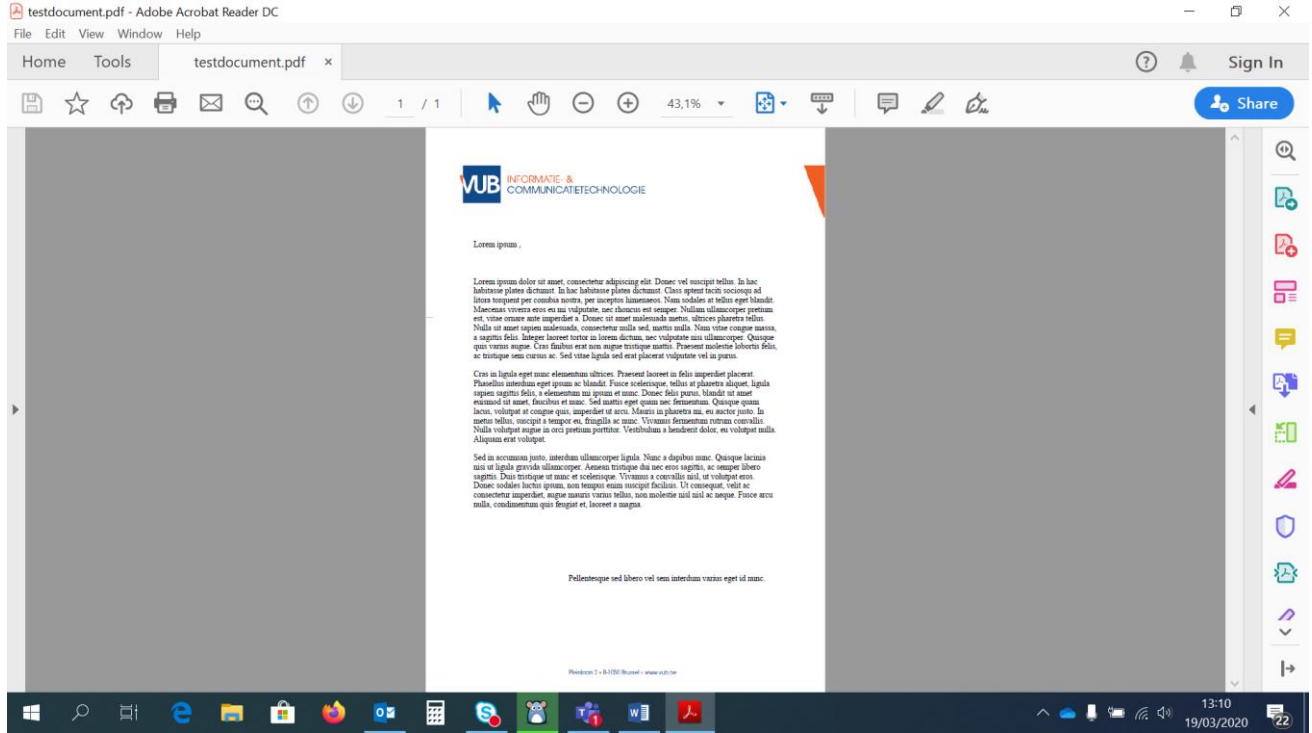 testdocument.pdf - Adobe Acrobat Reader DC
File Edit View Window Help
Home Tools testdocument.pdf × Sign In
1 / 1 43,1% Share
VUB INFORMATIE- &
COMMUNICATIETECHNOLOGIE
Lorem ipsum ,
Lorem ipsum dolor sit amet, consectetur adipiscing elit. Donec vel suscipit tellus. In hac
habitasse platea dictumst. In hac habitasse platea dictumst. Class aptent taciti sociosqu ad
litora torquent per conubia nostra, per inceptos himenaeos. Nam sodales at tellus eget blandit.
Maecenas viverra eros eu mi vulputate, nec rhoncus est semper. Nullam ullamcorper pretium
est, vitae ornare ante imperdiet a. Donec sit amet malesuada metus, ultrices pharetra tellus.
Nulla sit amet sapien malesuada, consectetur nulla sed, mattis nulla. Nam vitae congue massa,
a sagittis felis. Integer laoreet tortor in lorem dictum, nec vulputate nisi ullamcorper. Quisque
quis varius augue. Cras finibus erat non augue tristique mattis. Praesent molestie lobortis felis,
ac tristique sem cursus ac. Sed vitae ligula sed erat placerat vulputate vel in purus.
Cras in ligula eget nunc elementum ultrices. Praesent laoreet in felis imperdiet placerat.
Phasellus interdum eget ipsum ac blandit. Fusce scelerisque, tellus at pharetra aliquet, ligula
sapien sagittis felis, a elementum mi ipsum et nunc. Donec felis purus, blandit sit amet
euismod sit amet, faucibus et nunc. Sed mattis eget quam nec fermentum. Quisque quam
lacus, volutpat at congue quis, imperdiet ut arcu. Mauris in pharetra mi, eu auctor justo. In
metus tellus, suscipit a tempor eu, fringilla ac nunc. Vivamus fermentum rutrum convallis.
Nulla volutpat augue in orci pretium porttitor. Vestibulum a hendrerit dolor, eu volutpat nulla.
Aliquam erat volutpat.
Sed in accumsan justo, interdum ullamcorper ligula. Nunc a dapibus nunc. Quisque lacinia
nisi ut ligula gravida ullamcorper. Aenean tristique dui nec eros sagittis, ac semper libero
sagittis. Duis tristique ut nunc et scelerisque. Vivamus a convallis nisl, ut volutpat eros.
Donec sodales luctus ipsum, non tempus enim suscipit facilisis. Ut consequat, velit ac
consectetur imperdiet, augue mauris varius tellus, non molestie nisl nisl ac neque. Fusce arcu
nulla, condimentum quis feugiat et, laoreet a magna.
Pellentesque sed libero vel sem interdum varius eget id nunc.
Pleinlaan 2 • B-1050 Brussel • www.vub.be
13:10
19/03/2020
22